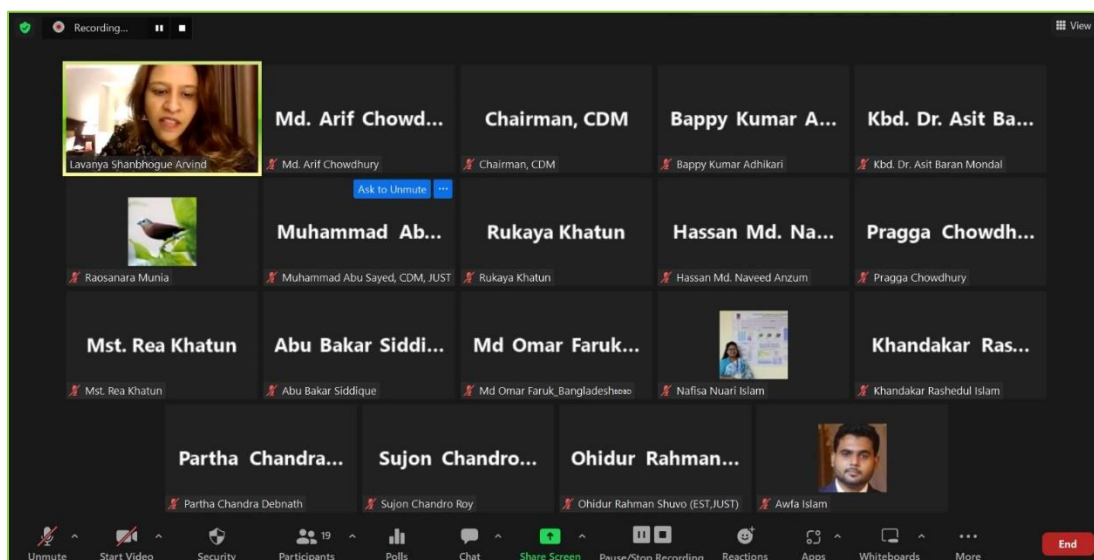 Recording...
View
Lavanya Shanbhogue Arvind
Md. Arif Chowd...
Md. Arif Chowdhury
Chairman, CDM
Chairman, CDM
Bappy Kumar A...
Bappy Kumar Adhikari
Kbd. Dr. Asit Ba...
Kbd. Dr. Asit Baran Mondal
Raosanara Munia
Ask to Unmute ...
Muhammad Ab...
Muhammad Abu Sayed, CDM, JUST
Rukaya Khatun
Rukaya Khatun
Hassan Md. Na...
Hassan Md. Naveed Anzum
Pragga Chowdh...
Pragga Chowdhury
Mst. Rea Khatun
Mst. Rea Khatun
Abu Bakar Siddi...
Abu Bakar Siddique
Md Omar Faruk...
Md Omar Faruk_Bangladesh
Nafisa Nuari Islam
Khandakar Ras...
Khandakar Rashedul Islam
Partha Chandra...
Partha Chandra Debnath
Sujon Chandro...
Sujon Chandro Roy
Ohidur Rahman...
Ohidur Rahman Shuvo (EST,JUST)
Awfa Islam
Unmute
Start Video
Security
19
Participants
Polls
Chat
Share Screen
Pause/Stop Recording
Reactions
Apps
Whiteboards
More
End